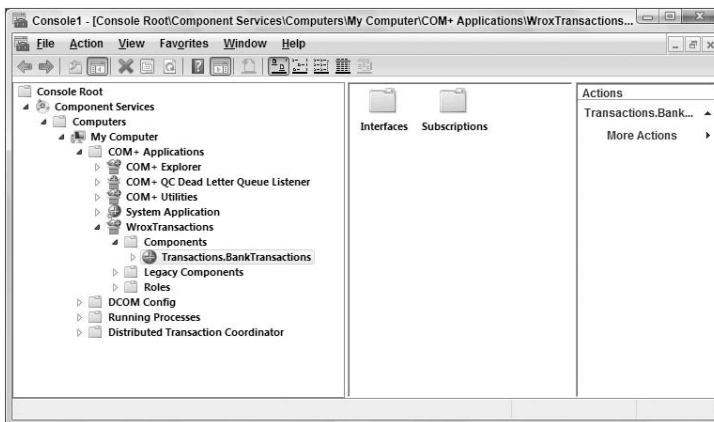 Console1 - [Console Root\Component Services\Computers\My Computer\COM+ Applications\WroxTransactions...
File Action View Favorites Window Help
Console Root
Component Services
Computers
My Computer
COM+ Applications
COM+ Explorer
COM+ QC Dead Letter Queue Listener
COM+ Utilities
System Application
WroxTransactions
Components
Transactions.BankTransactions
Legacy Components
Roles
DCOM Config
Running Processes
Distributed Transaction Coordinator
Interfaces Subscriptions
Actions
Transactions.Bank...
More Actions